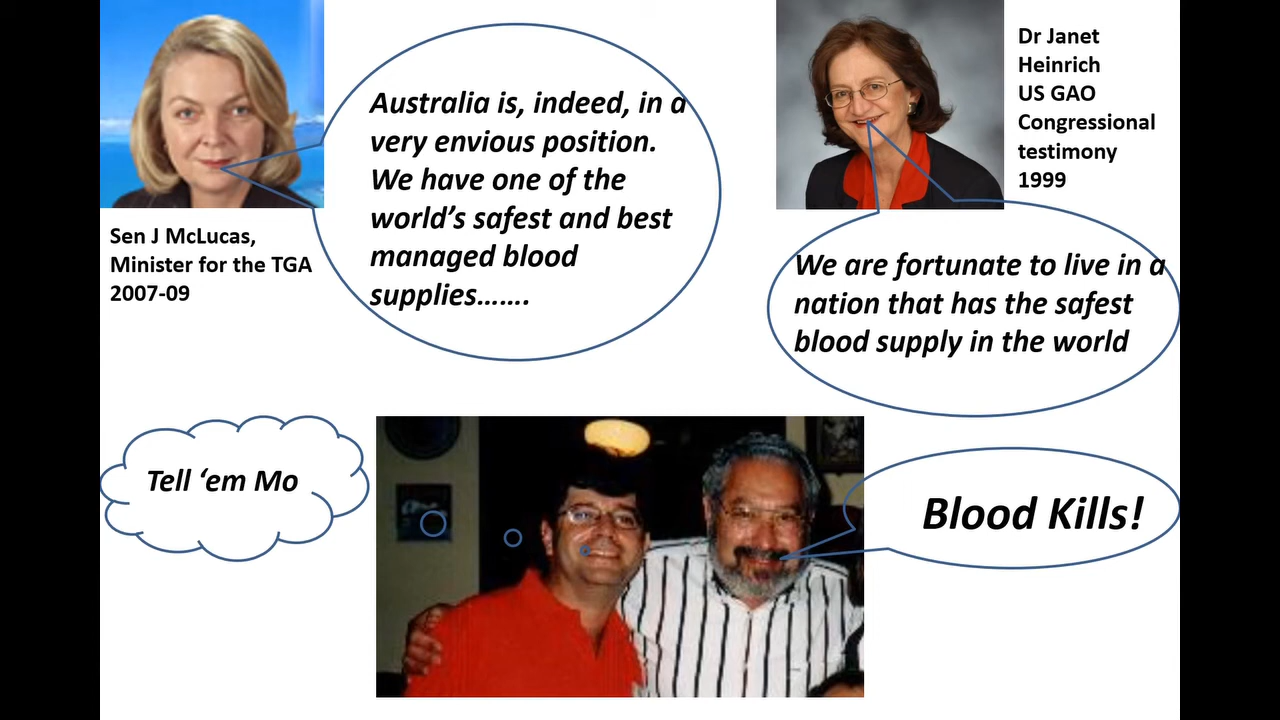 Sen J McLucas,
Minister for the TGA
2007-09
Australia is, indeed, in a
very envious position.
We have one of the
world’s safest and best
managed blood
supplies…….
Dr Janet
Heinrich
US GAO
Congressional
testimony
1999
We are fortunate to live in a
nation that has the safest
blood supply in the world
Tell ‘em Mo
Blood Kills!